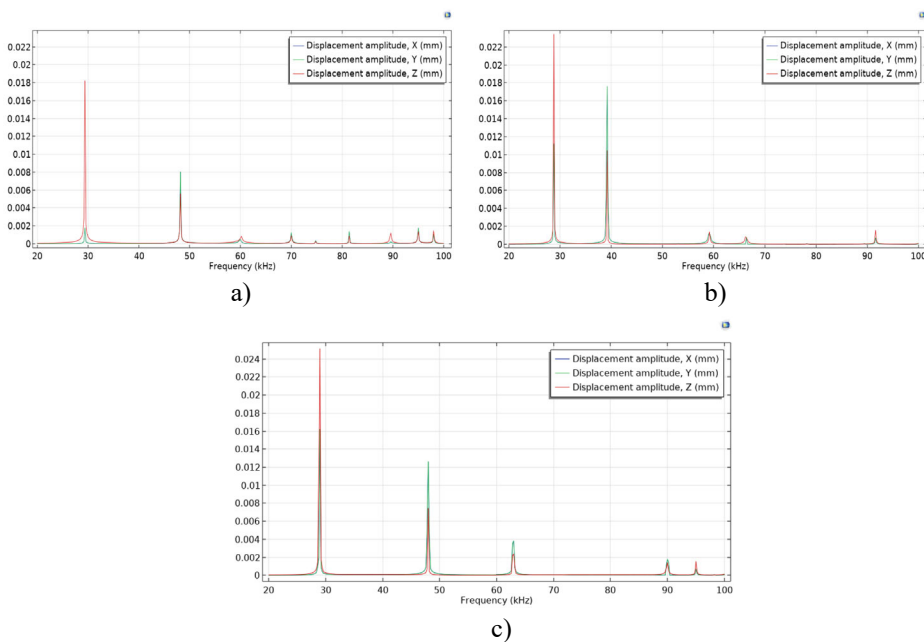 0.022
0.02
0.018
0.016
0.014
0.012
0.01
0.008
0.006
0.004
0.002
0
20 30 40 50 60 70 80 90 100
Frequency (kHz)
Displacement amplitude, X (mm)
Displacement amplitude, Y (mm)
Displacement amplitude, Z (mm)
a)
0.022
0.02
0.018
0.016
0.014
0.012
0.01
0.008
0.006
0.004
0.002
0
20 30 40 50 60 70 80 90 100
Frequency (kHz)
Displacement amplitude, X (mm)
Displacement amplitude, Y (mm)
Displacement amplitude, Z (mm)
b)
0.024
0.022
0.02
0.018
0.016
0.014
0.012
0.01
0.008
0.006
0.004
0.002
0
20 30 40 50 60 70 80 90 100
Frequency (kHz)
Displacement amplitude, X (mm)
Displacement amplitude, Y (mm)
Displacement amplitude, Z (mm)
c)